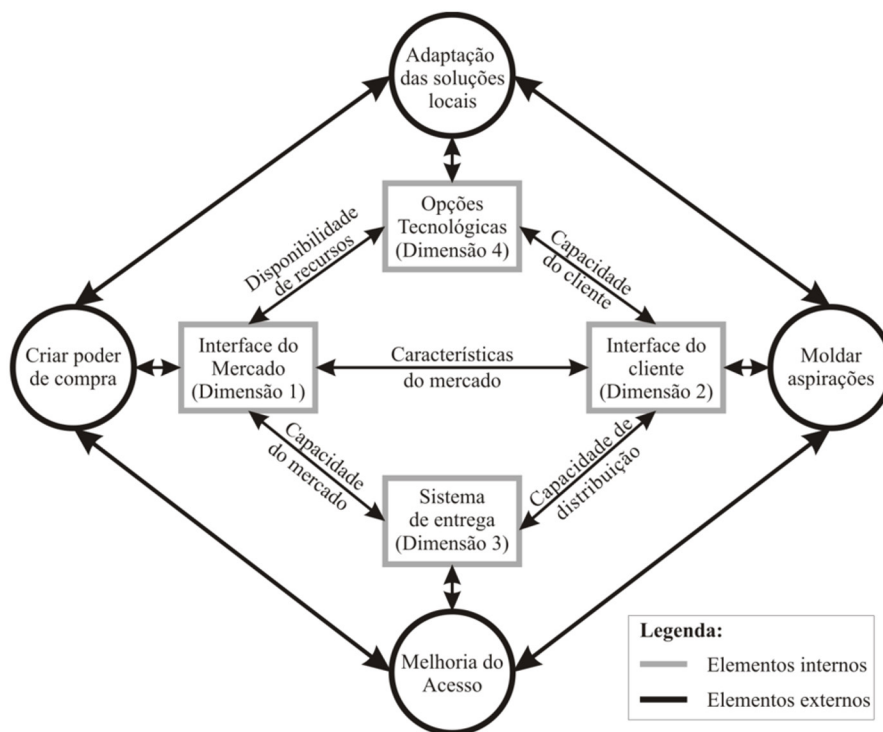 Adaptação
das soluções
locais
Opções
Tecnológicas
(Dimensão 4)
Disponibilidade
de recursos
Capacidade
do cliente
Criar poder
de compra
Interface do
Mercado
(Dimensão 1)
Características
do mercado
Interface do
cliente
(Dimensão 2)
Moldar
aspirações
Capacidade
do mercado
Sistema
de entrega
(Dimensão 3)
Capacidade de
distribuição
Melhoria do
Acesso
Legenda:
Elementos internos
Elementos externos